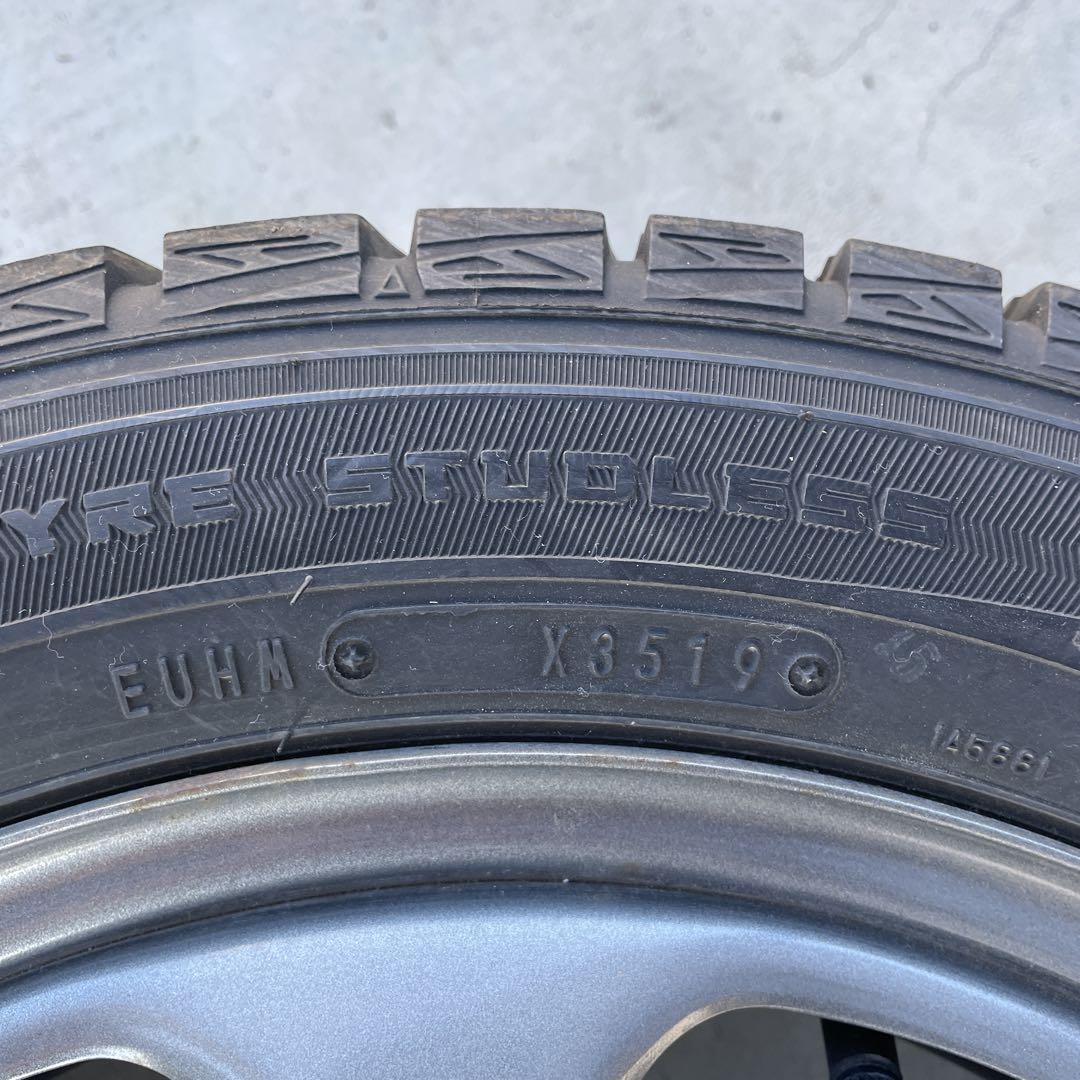 YRE STUDLESS
EUHM X3519
1A5881